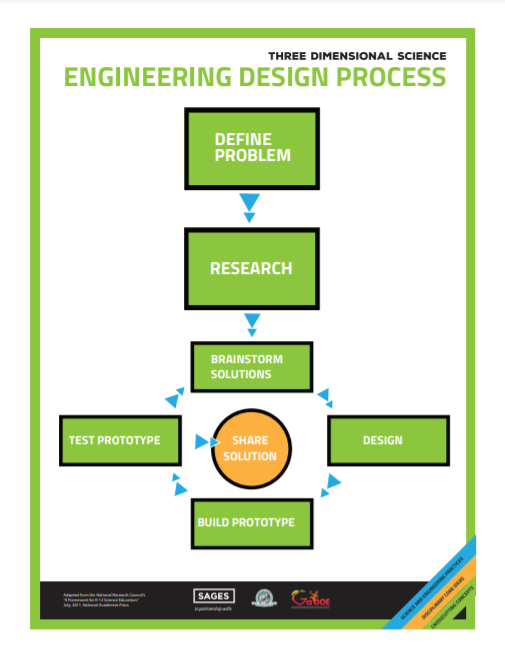 THREE DIMENSIONAL SCIENCE
ENGINEERING DESIGN PROCESS
DEFINE
PROBLEM
RESEARCH
BRAINSTORM
SOLUTIONS
TEST PROTOTYPE
SHARE
SOLUTION
DESIGN
BUILD PROTOTYPE
Adapted from the National Research Council's
"A Framework for K-12 Science Education,"
July, 2011. National Academies Press.
SAGES
in partnership with:
SCIENCE AND ENGINEERING PRACTICES
DISCIPLINARY CORE IDEAS
CROSSCUTTING CONCEPTS